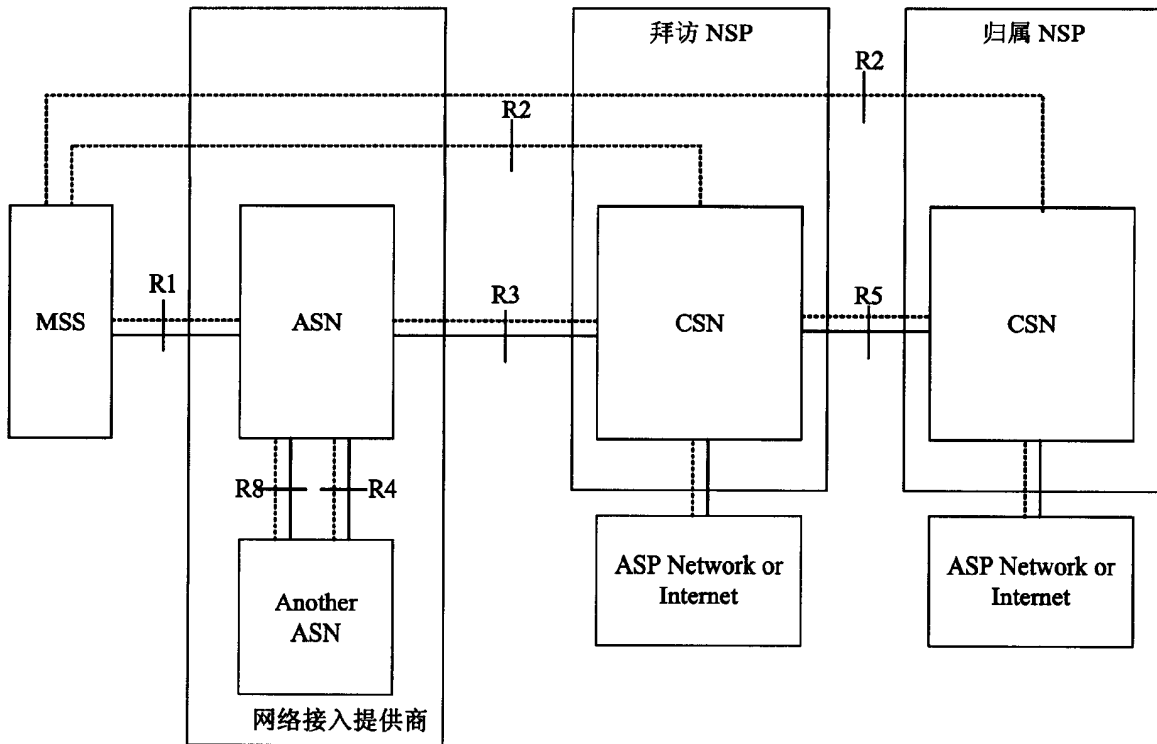 拜访 NSP
归属 NSP
R2
R2
MSS
R1
ASN
R3
CSN
R5
CSN
R8
R4
Another
ASN
ASP Network or
Internet
ASP Network or
Internet
网络接入提供商